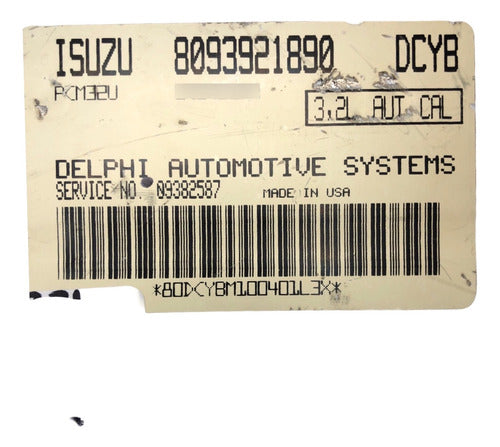 ISUZU 8093921890 DCYB
PCM32U
3.2L AUT CAL
DELPHI AUTOMOTIVE SYSTEMS
SERVICE NO. 09382587 MADE IN USA
*80DCYBM100401L3X*